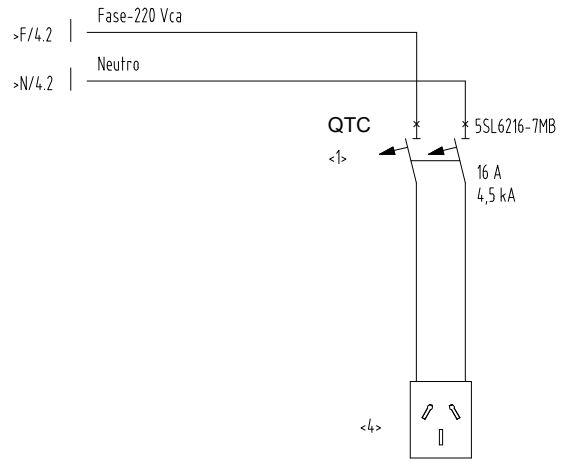 Fase-220 Vca
>F/4.2
Neutro
>N/4.2
QTC
5SL6216-7MB
<1>
16 A
4,5 kA
<4>